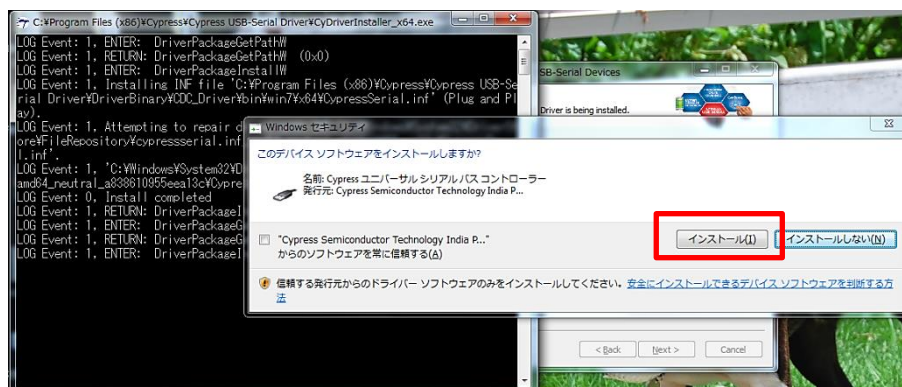 C:¥Program Files (x86)¥Cypress¥Cypress USB-Serial Driver¥CyDriverInstaller_x64.exe
LOG Event: 1, ENTER:  DriverPackageGetPathW
LOG Event: 1, RETURN: DriverPackageGetPathW  (0x0)
LOG Event: 1, ENTER:  DriverPackageInstallW
LOG Event: 1, Installing INF file 'C:¥Program Files (x86)¥Cypress¥Cypress USB-Se
rial Driver¥DriverBinary¥CDC_Driver¥bin¥win7¥x64¥CypressSerial.inf' (Plug and Pl
ay).
LOG Event: 1, Attempting to repair d
ore¥FileRepository¥cypressserial.inf
l.inf'.
LOG Event: 1, 'C:¥Windows¥System32¥D
amd64_neutral_a838610955eea13c¥Cypre
LOG Event: 0, Install completed
LOG Event: 1, RETURN: DriverPackageI
LOG Event: 1, ENTER:  DriverPackageG
LOG Event: 1, RETURN: DriverPackageG
LOG Event: 1, ENTER:  DriverPackageI
SB-Serial Devices
Driver is being installed.
Windows セキュリティ
このデバイス ソフトウェアをインストールしますか?
名前: Cypress ユニバーサル シリアル バス コントローラー
発行元: Cypress Semiconductor Technology India P...
"Cypress Semiconductor Technology India P..."
からのソフトウェアを常に信頼する(A)
インストール(I)
インストールしない(N)
信頼する発行元からのドライバー ソフトウェアのみをインストールしてください。安全にインストールできるデバイス ソフトウェアを判断する方
法
< Back
Next >
Cancel